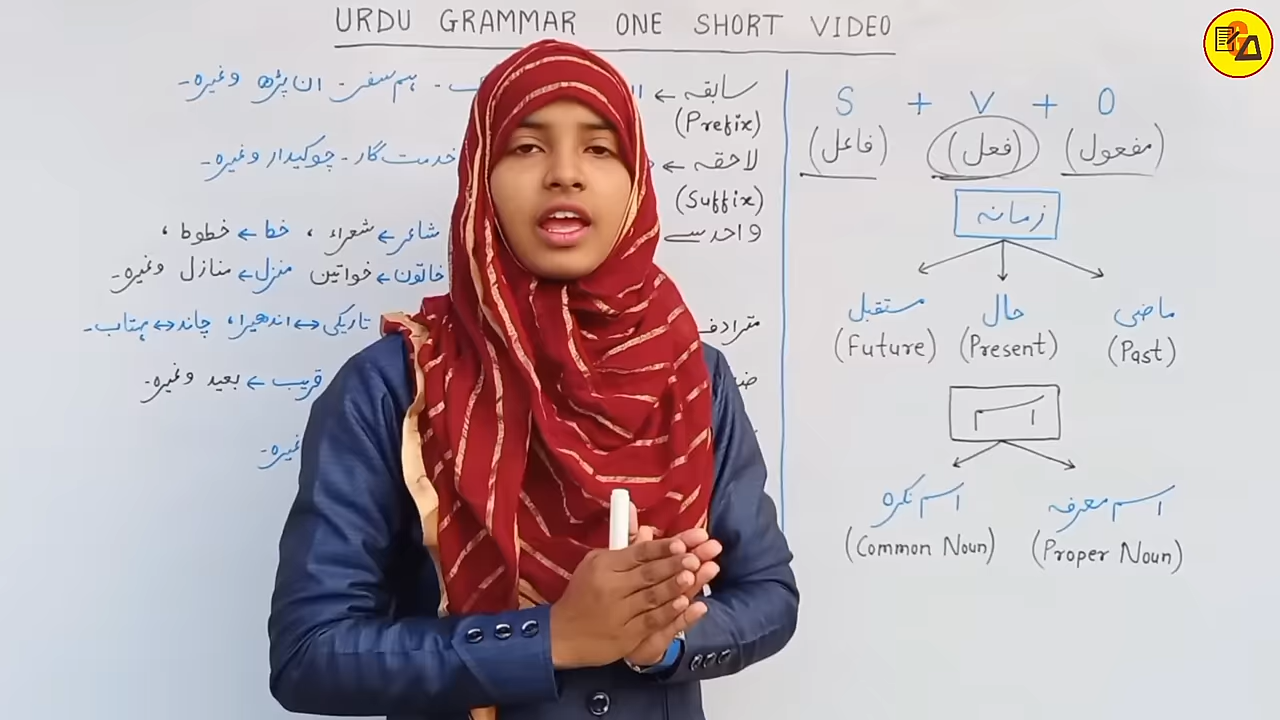 URDU GRAMMAR ONE SHORT VIDEO
سابقہ ← ہم سفر - ان پڑھ وغیرہ -
(Prefix)
لاحقہ ← خدمت گار - چوکیدار وغیرہ -
(Suffix)
واحد سے شاعر ← شعراء ، خط ← خطوط ،
خاتون ← خواتین منزل ← منازل وغیرہ -
مترادف تاریکی ↔ اندھیرا، چاند ↔ مہتاب -
قریب ← بعید وغیرہ -
وغیرہ -
S + V + O
(فاعل) (فعل) (مفعول)
زمانہ
مستقبل حال ماضی
(Future) (Present) (Past)
اسم
اسم نکرہ اسم معرفہ
(Common Noun) (Proper Noun)